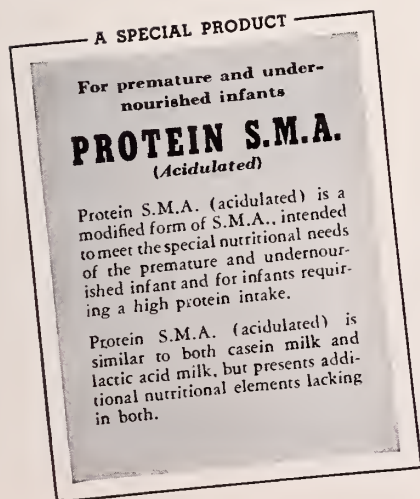 A SPECIAL PRODUCT
For premature and under-
nourished infants
PROTEIN S.M.A.
(Acidulated)
Protein S.M.A. (acidulated) is a
modified form of S.M.A., intended
to meet the special nutritional needs
of the premature and undernour-
ished infant and for infants requir-
ing a high protein intake.
Protein S.M.A. (acidulated) is
similar to both casein milk and
lactic acid milk, but presents addi-
tional nutritional elements lacking
in both.